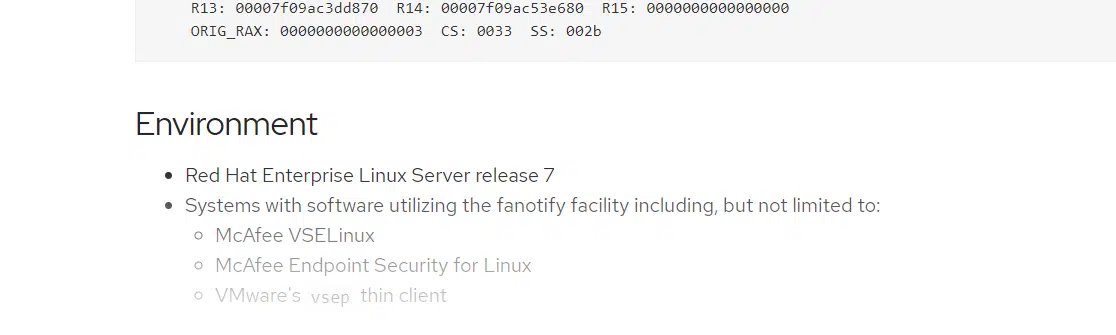 R13: 00007f09ac3dd870  R14: 00007f09ac53e680  R15: 0000000000000000
ORIG_RAX: 0000000000000003  CS: 0033  SS: 002b
Environment
• Red Hat Enterprise Linux Server release 7
• Systems with software utilizing the fanotify facility including, but not limited to:
◦ McAfee VSELinux
◦ McAfee Endpoint Security for Linux
◦ VMware's vsep thin client